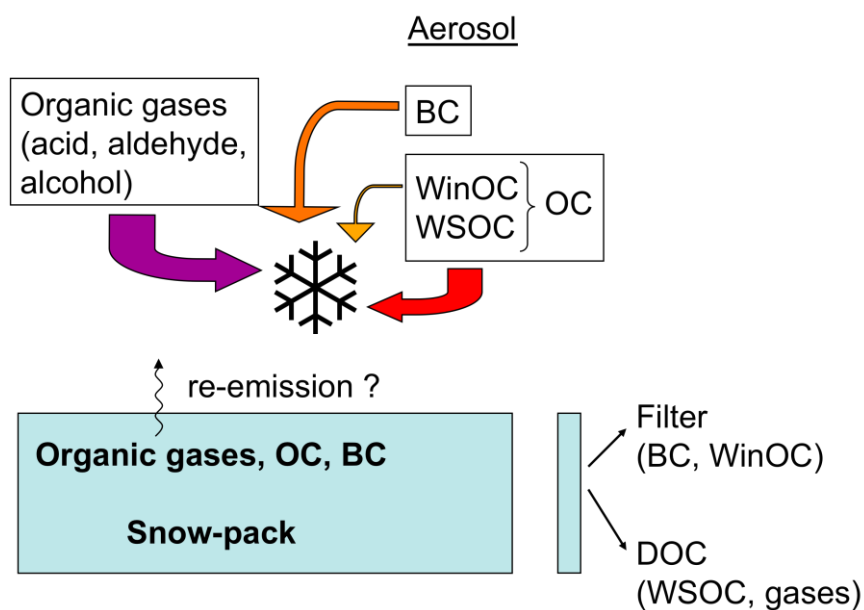 Aerosol
Organic gases
(acid, aldehyde,
alcohol)
BC
WinOC
WSOC
OC
re-emission ?
Organic gases, OC, BC
Snow-pack
Filter
(BC, WinOC)
DOC
(WSOC, gases)